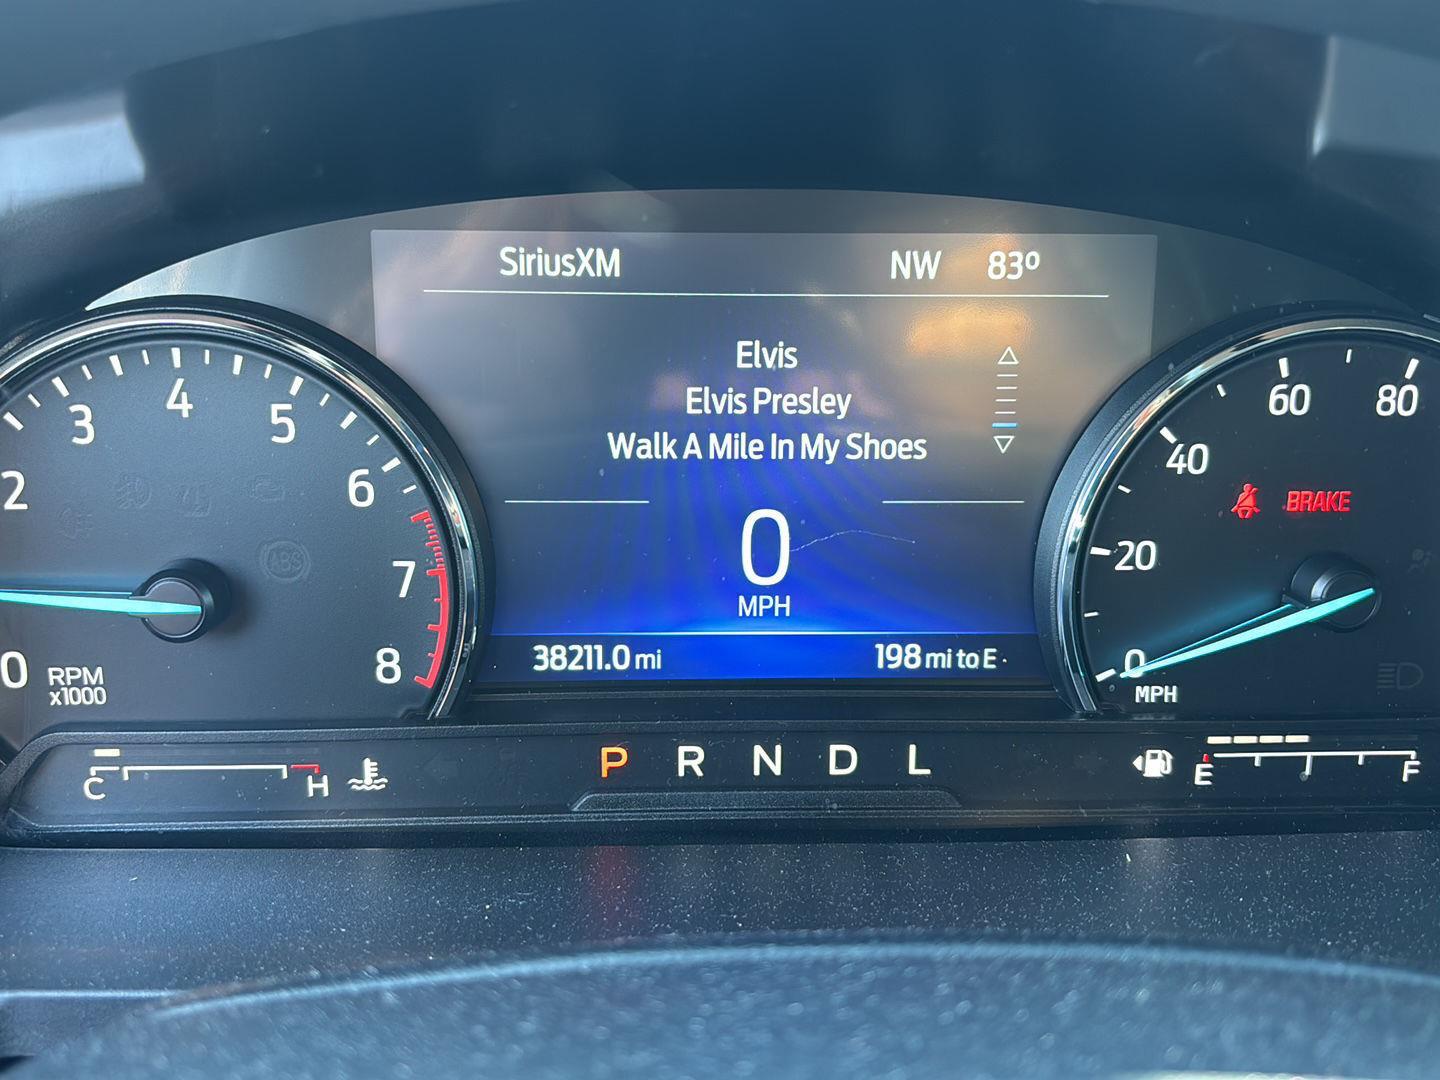 SiriusXM NW 83º
Elvis
Elvis Presley
Walk A Mile In My Shoes
0
MPH
38211.0 mi 198 mi to E
0 2 3 4 5 6 7 8
RPM
x1000
ABS
0 20 40 60 80
MPH
BRAKE
C H
P R N D L
E F